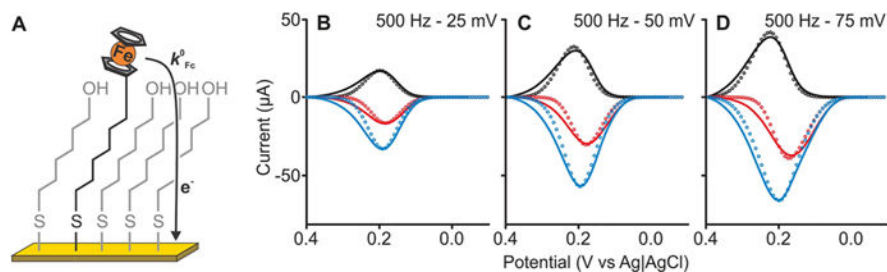 A
Fe
k⁰Fc
OH
OH OH OH
e-
S S S S S
B 500 Hz - 25 mV
C 500 Hz - 50 mV
D 500 Hz - 75 mV
Current (µA)
50
0
-50
0.4 0.2 0.0
0.4 0.2 0.0
0.4 0.2 0.0
Potential (V vs Ag|AgCl)